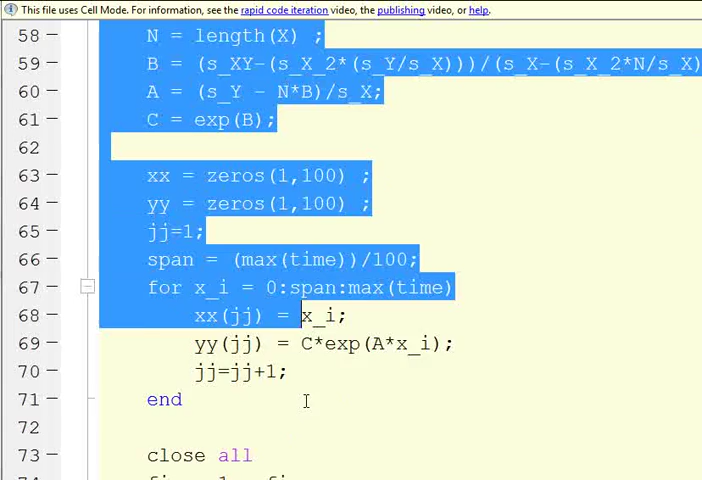 This file uses Cell Mode. For information, see the rapid code iteration video, the publishing video, or help.
58 N = length(X) ;
59 B = (s_XY-(s_X_2*(s_Y/s_X)))/(s_X-(s_X_2*N/s_X)
60 A = (s_Y - N*B)/s_X;
61 C = exp(B);
62
63 xx = zeros(1,100) ;
64 yy = zeros(1,100) ;
65 jj=1;
66 span = (max(time))/100;
67 for x_i = 0:span:max(time)
68 xx(jj) = x_i;
69 yy(jj) = C*exp(A*x_i);
70 jj=jj+1;
71 end
72
73 close all